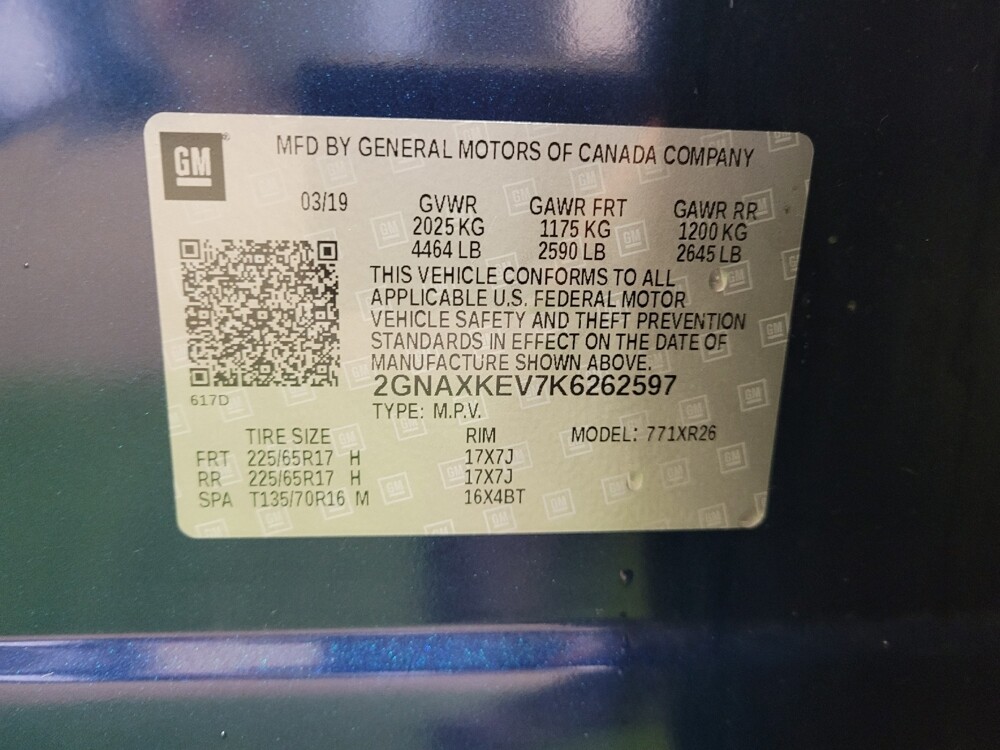 GM
MFD BY GENERAL MOTORS OF CANADA COMPANY
03/19 GVWR GAWR FRT GAWR RR
2025 KG 1175 KG 1200 KG
4464 LB 2590 LB 2645 LB
THIS VEHICLE CONFORMS TO ALL
APPLICABLE U.S. FEDERAL MOTOR
VEHICLE SAFETY AND THEFT PREVENTION
STANDARDS IN EFFECT ON THE DATE OF
MANUFACTURE SHOWN ABOVE.
2GNAXKEV7K6262597
617D
TYPE: M.P.V.
TIRE SIZE RIM MODEL: 771XR26
FRT 225/65R17 H 17X7J
RR 225/65R17 H 17X7J
SPA T135/70R16 M 16X4BT